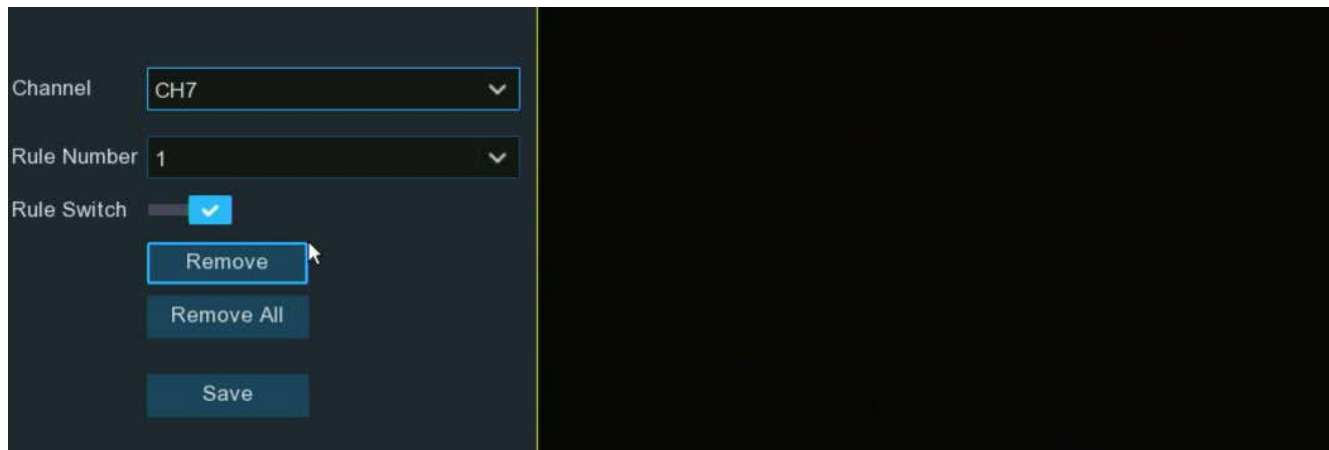 Channel CH7
Rule Number 1
Rule Switch
Remove
Remove All
Save